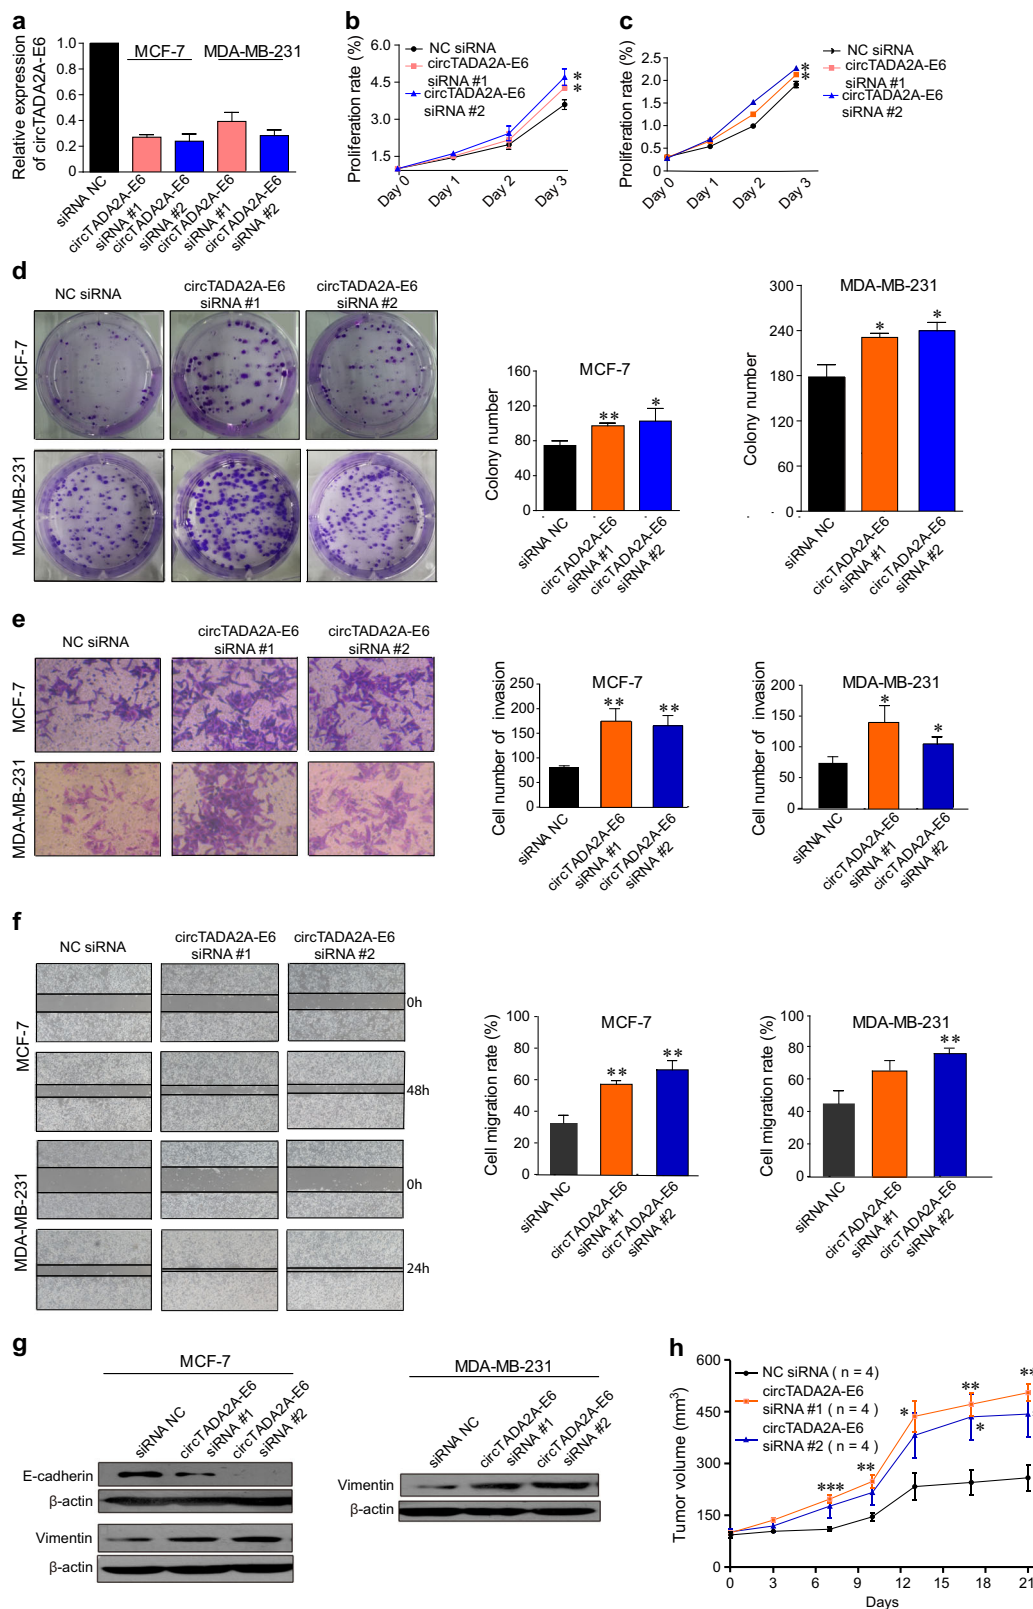 a
Relative expression
of circTADA2A-E6
1.0
0.8
0.6
0.4
0.2
0
MCF-7
MDA-MB-231
siRNA NC
circTADA2A-E6
siRNA #1
circTADA2A-E6
siRNA #2
circTADA2A-E6
siRNA #1
circTADA2A-E6
siRNA #2
b
Proliferation rate (%)
6.0
4.5
3.0
1.5
NC siRNA
circTADA2A-E6
siRNA #1
circTADA2A-E6
siRNA #2
*
*
Day 0
Day 1
Day 2
Day 3
c
Proliferation rate (%)
2.5
2.0
1.5
1.0
0.5
0
NC siRNA
circTADA2A-E6
siRNA #1
circTADA2A-E6
siRNA #2
*
*
Day 0
Day 1
Day 2
Day 3
d
NC siRNA
circTADA2A-E6
siRNA #1
circTADA2A-E6
siRNA #2
MCF-7
MDA-MB-231
MCF-7
Colony number
160
120
80
40
0
**
*
siRNA NC
circTADA2A-E6
siRNA #1
circTADA2A-E6
siRNA #2
MDA-MB-231
Colony number
300
240
180
120
60
0
*
*
siRNA NC
circTADA2A-E6
siRNA #1
circTADA2A-E6
siRNA #2
e
NC siRNA
circTADA2A-E6
siRNA #1
circTADA2A-E6
siRNA #2
MCF-7
MDA-MB-231
MCF-7
Cell number of invasion
250
200
150
100
50
0
**
**
siRNA NC
circTADA2A-E6
siRNA #1
circTADA2A-E6
siRNA #2
MDA-MB-231
Cell number of invasion
200
150
100
50
0
*
*
siRNA NC
circTADA2A-E6
siRNA #1
circTADA2A-E6
siRNA #2
f
NC siRNA
circTADA2A-E6
siRNA #1
circTADA2A-E6
siRNA #2
MCF-7
0h
48h
MDA-MB-231
0h
24h
MCF-7
Cell migration rate (%)
100
80
60
40
20
0
**
**
siRNA NC
circTADA2A-E6
siRNA #1
circTADA2A-E6
siRNA #2
MDA-MB-231
Cell migration rate (%)
100
80
60
40
20
0
**
siRNA NC
circTADA2A-E6
siRNA #1
circTADA2A-E6
siRNA #2
g
MCF-7
siRNA NC
circTADA2A-E6
siRNA #1
circTADA2A-E6
siRNA #2
E-cadherin
β-actin
Vimentin
β-actin
MDA-MB-231
siRNA NC
circTADA2A-E6
siRNA #1
circTADA2A-E6
siRNA #2
Vimentin
β-actin
h
Tumor volume (mm³)
600
450
300
150
0
NC siRNA ( n = 4)
circTADA2A-E6
siRNA #1 ( n = 4 )
circTADA2A-E6
siRNA #2 ( n = 4 )
***
**
*
**
*
**
0
3
6
9
12
15
18
21
Days